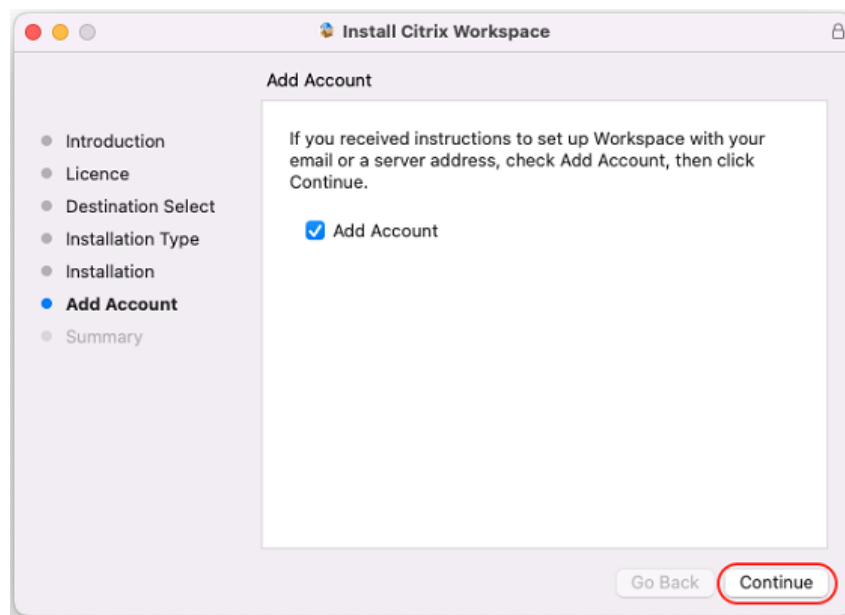 Install Citrix Workspace
Add Account
Introduction
Licence
Destination Select
Installation Type
Installation
Add Account
Summary
If you received instructions to set up Workspace with your
email or a server address, check Add Account, then click
Continue.
Add Account
Go Back
Continue